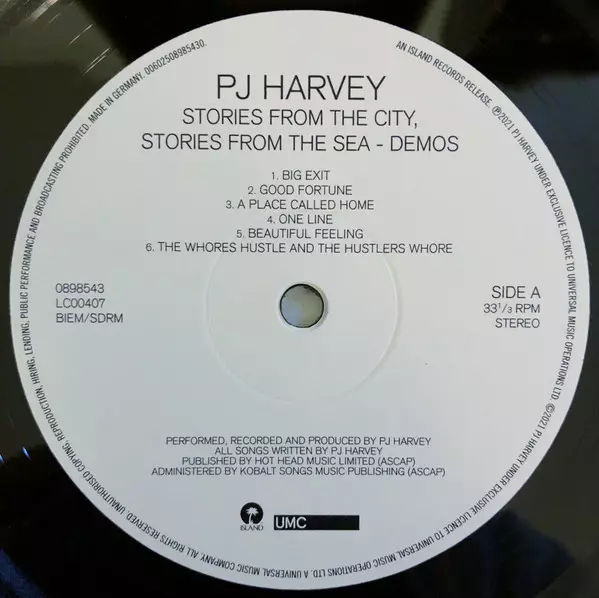 PJ HARVEY
STORIES FROM THE CITY,
STORIES FROM THE SEA - DEMOS
1. BIG EXIT
2. GOOD FORTUNE
3. A PLACE CALLED HOME
4. ONE LINE
5. BEAUTIFUL FEELING
6. THE WHORES HUSTLE AND THE HUSTLERS WHORE
0898543
LC00407
BIEM/SDRM
SIDE A
33 1/3 RPM
STEREO
PERFORMED, RECORDED AND PRODUCED BY PJ HARVEY
ALL SONGS WRITTEN BY PJ HARVEY
PUBLISHED BY HOT HEAD MUSIC LIMITED (ASCAP)
ADMINISTERED BY KOBALT SONGS MUSIC PUBLISHING (ASCAP)
ISLAND
UMC
AN ISLAND RECORDS RELEASE. ℗2021 PJ HARVEY UNDER EXCLUSIVE LICENCE TO UNIVERSAL MUSIC OPERATIONS LTD. ©2021 PJ HARVEY UNDER EXCLUSIVE LICENCE TO UNIVERSAL MUSIC OPERATIONS LTD. A UNIVERSAL MUSIC COMPANY. ALL RIGHTS RESERVED. UNAUTHORISED COPYING, REPRODUCTION, HIRING, LENDING, PUBLIC PERFORMANCE AND BROADCASTING PROHIBITED. MADE IN GERMANY. 00602508985430.